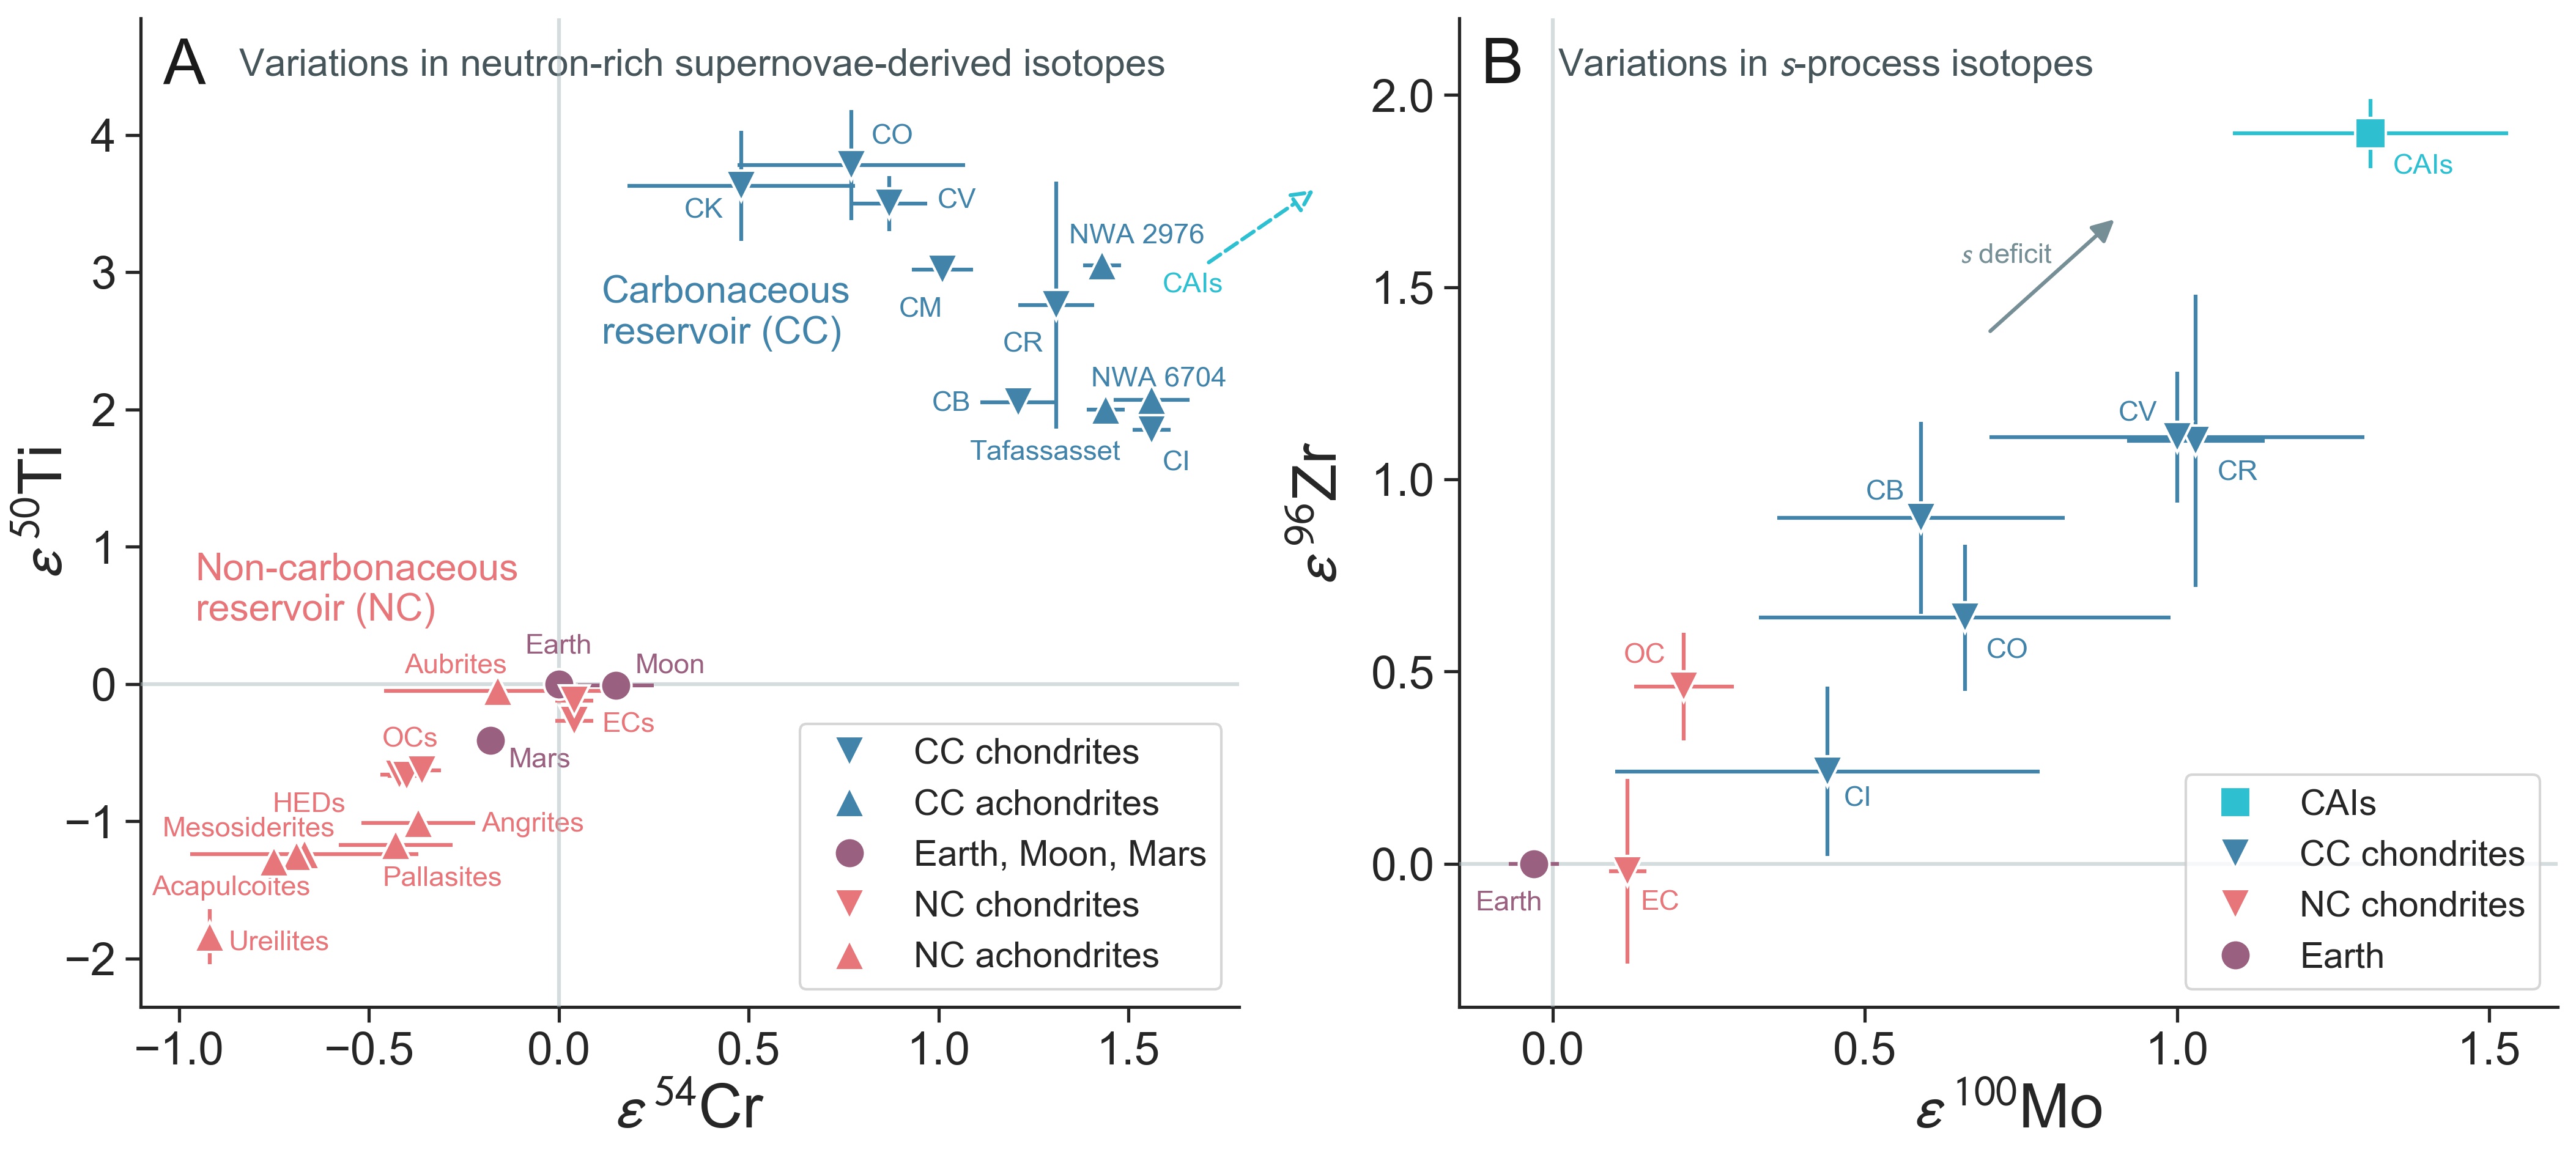 A Variations in neutron-rich supernovae-derived isotopes
4
3
2
1
0
−1
−2
ε⁵⁰Ti
CO
CK
CV
NWA 2976
CAIs
Carbonaceous
reservoir (CC)
CM
CR
NWA 6704
CB
Tafassasset
CI
Non-carbonaceous
reservoir (NC)
Earth
Aubrites
Moon
ECs
OCs
Mars
HEDs
Mesosiderites
Angrites
Pallasites
Acapulcoites
Ureilites
CC chondrites
CC achondrites
Earth, Moon, Mars
NC chondrites
NC achondrites
−1.0 −0.5 0.0 0.5 1.0 1.5
ε⁵⁴Cr
B Variations in s-process isotopes
2.0
1.5
1.0
0.5
0.0
ε⁹⁶Zr
CAIs
s deficit
CV
CR
CB
CO
OC
CI
Earth
EC
CAIs
CC chondrites
NC chondrites
Earth
0.0 0.5 1.0 1.5
ε¹⁰⁰Mo